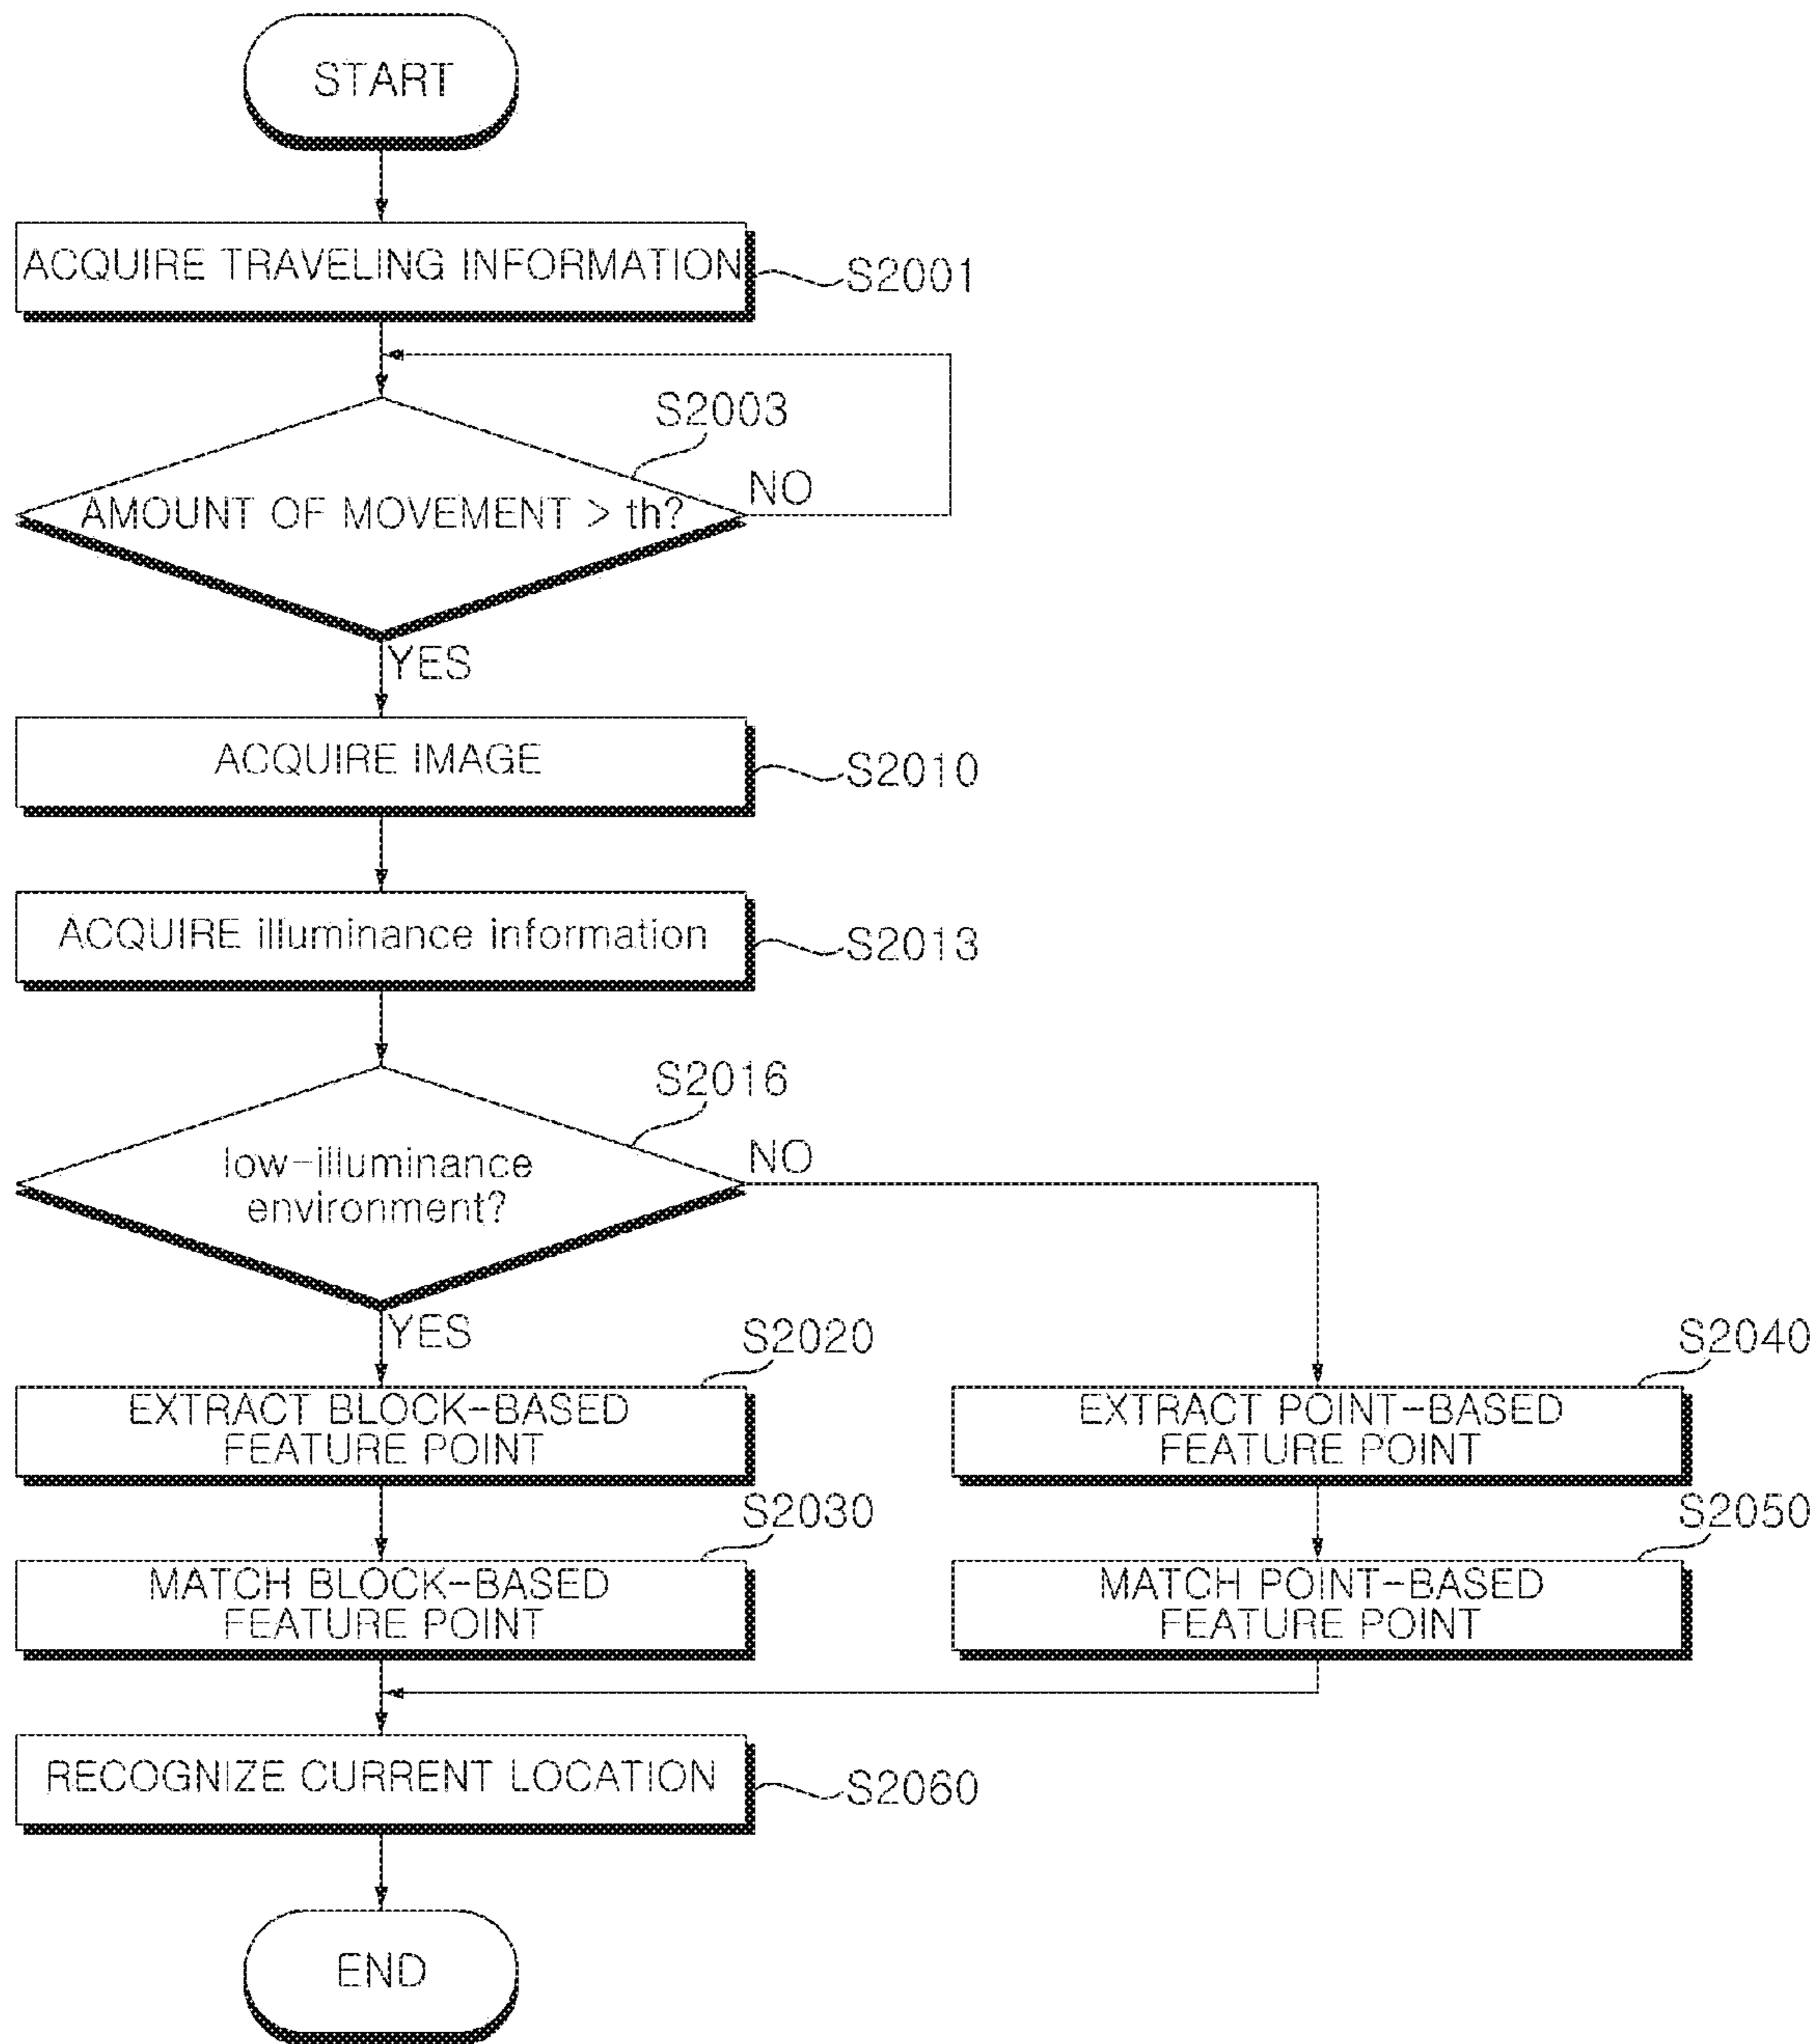 START
ACQUIRE TRAVELING INFORMATION
S2001
S2003
AMOUNT OF MOVEMENT > th?
NO
YES
ACQUIRE IMAGE
S2010
ACQUIRE illuminance information
S2013
S2016
low-illuminance
environment?
NO
YES
S2020
EXTRACT BLOCK-BASED
FEATURE POINT
S2040
EXTRACT POINT-BASED
FEATURE POINT
S2030
MATCH BLOCK-BASED
FEATURE POINT
S2050
MATCH POINT-BASED
FEATURE POINT
RECOGNIZE CURRENT LOCATION
S2060
END